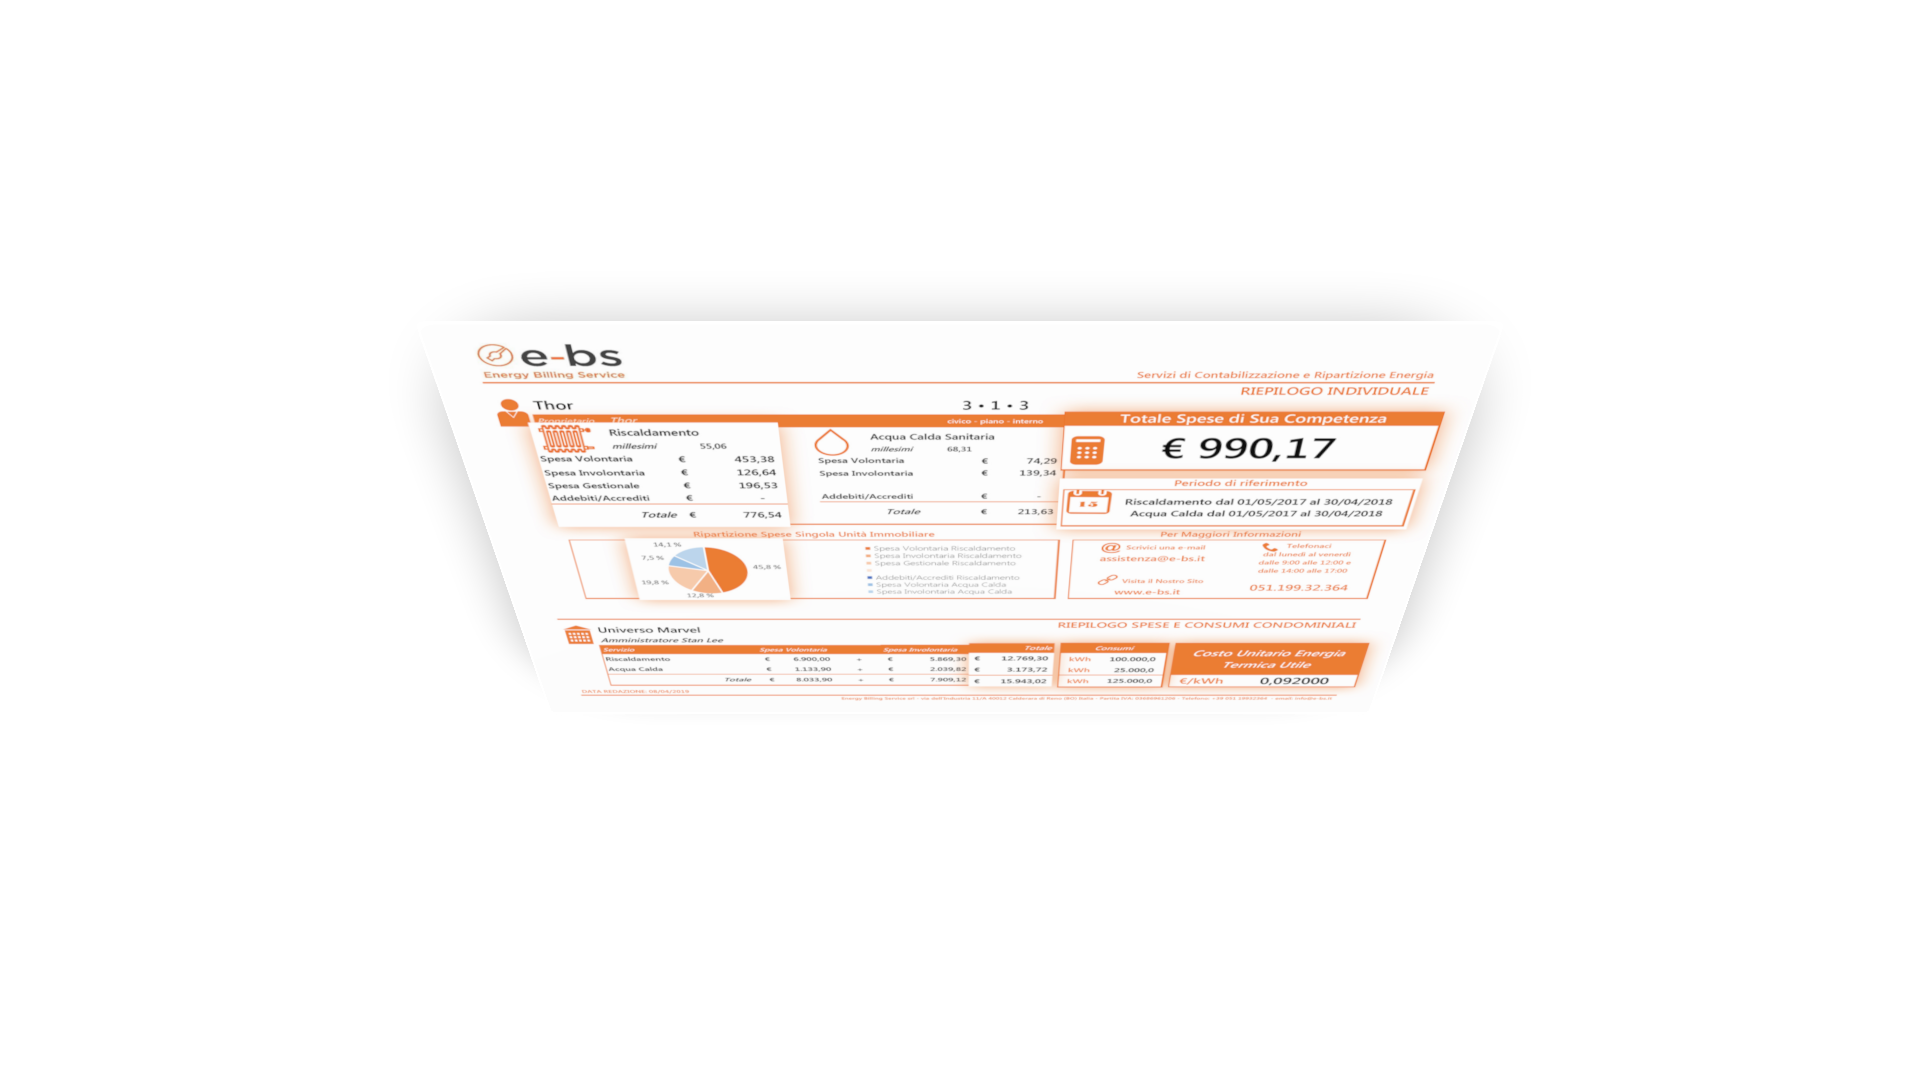 e-bs
Energy Billing Service
Servizi di Contabilizzazione e Ripartizione Energia
RIEPILOGO INDIVIDUALE
Thor
3 • 1 • 3
Proprietario Thor
civico - piano - interno
Totale Spese di Sua Competenza
€ 990,17
Riscaldamento
millesimi 55,06
Spesa Volontaria € 453,38
Spesa Involontaria € 126,64
Spesa Gestionale € 196,53
Addebiti/Accrediti € -
Totale € 776,54
Acqua Calda Sanitaria
millesimi 68,31
Spesa Volontaria € 74,29
Spesa Involontaria € 139,34
Addebiti/Accrediti € -
Totale € 213,63
Periodo di riferimento
15
Riscaldamento dal 01/05/2017 al 30/04/2018
Acqua Calda dal 01/05/2017 al 30/04/2018
Ripartizione Spese Singola Unità Immobiliare
14,1 %
7,5 %
45,8 %
19,8 %
12,8 %
Spesa Volontaria Riscaldamento
Spesa Involontaria Riscaldamento
Spesa Gestionale Riscaldamento
Addebiti/Accrediti Riscaldamento
Spesa Volontaria Acqua Calda
Spesa Involontaria Acqua Calda
Per Maggiori Informazioni
@ Scrivici una e-mail
assistenza@e-bs.it
Visita il Nostro Sito
www.e-bs.it
Telefonaci
dal lunedì al venerdì
dalle 9:00 alle 12:00 e
dalle 14:00 alle 17:00
051.199.32.364
RIEPILOGO SPESE E CONSUMI CONDOMINIALI
Universo Marvel
Amministratore Stan Lee
Servizio Spesa Volontaria Spesa Involontaria Totale Consumi
Riscaldamento € 6.900,00 + € 5.869,30 € 12.769,30 kWh 100.000,0
Acqua Calda € 1.133,90 + € 2.039,82 € 3.173,72 kWh 25.000,0
Totale € 8.033,90 + € 7.909,12 € 15.943,02 kWh 125.000,0
Costo Unitario Energia
Termica Utile
€/kWh 0,092000
DATA REDAZIONE: 08/04/2019
Energy Billing Service srl - via dell'Industria